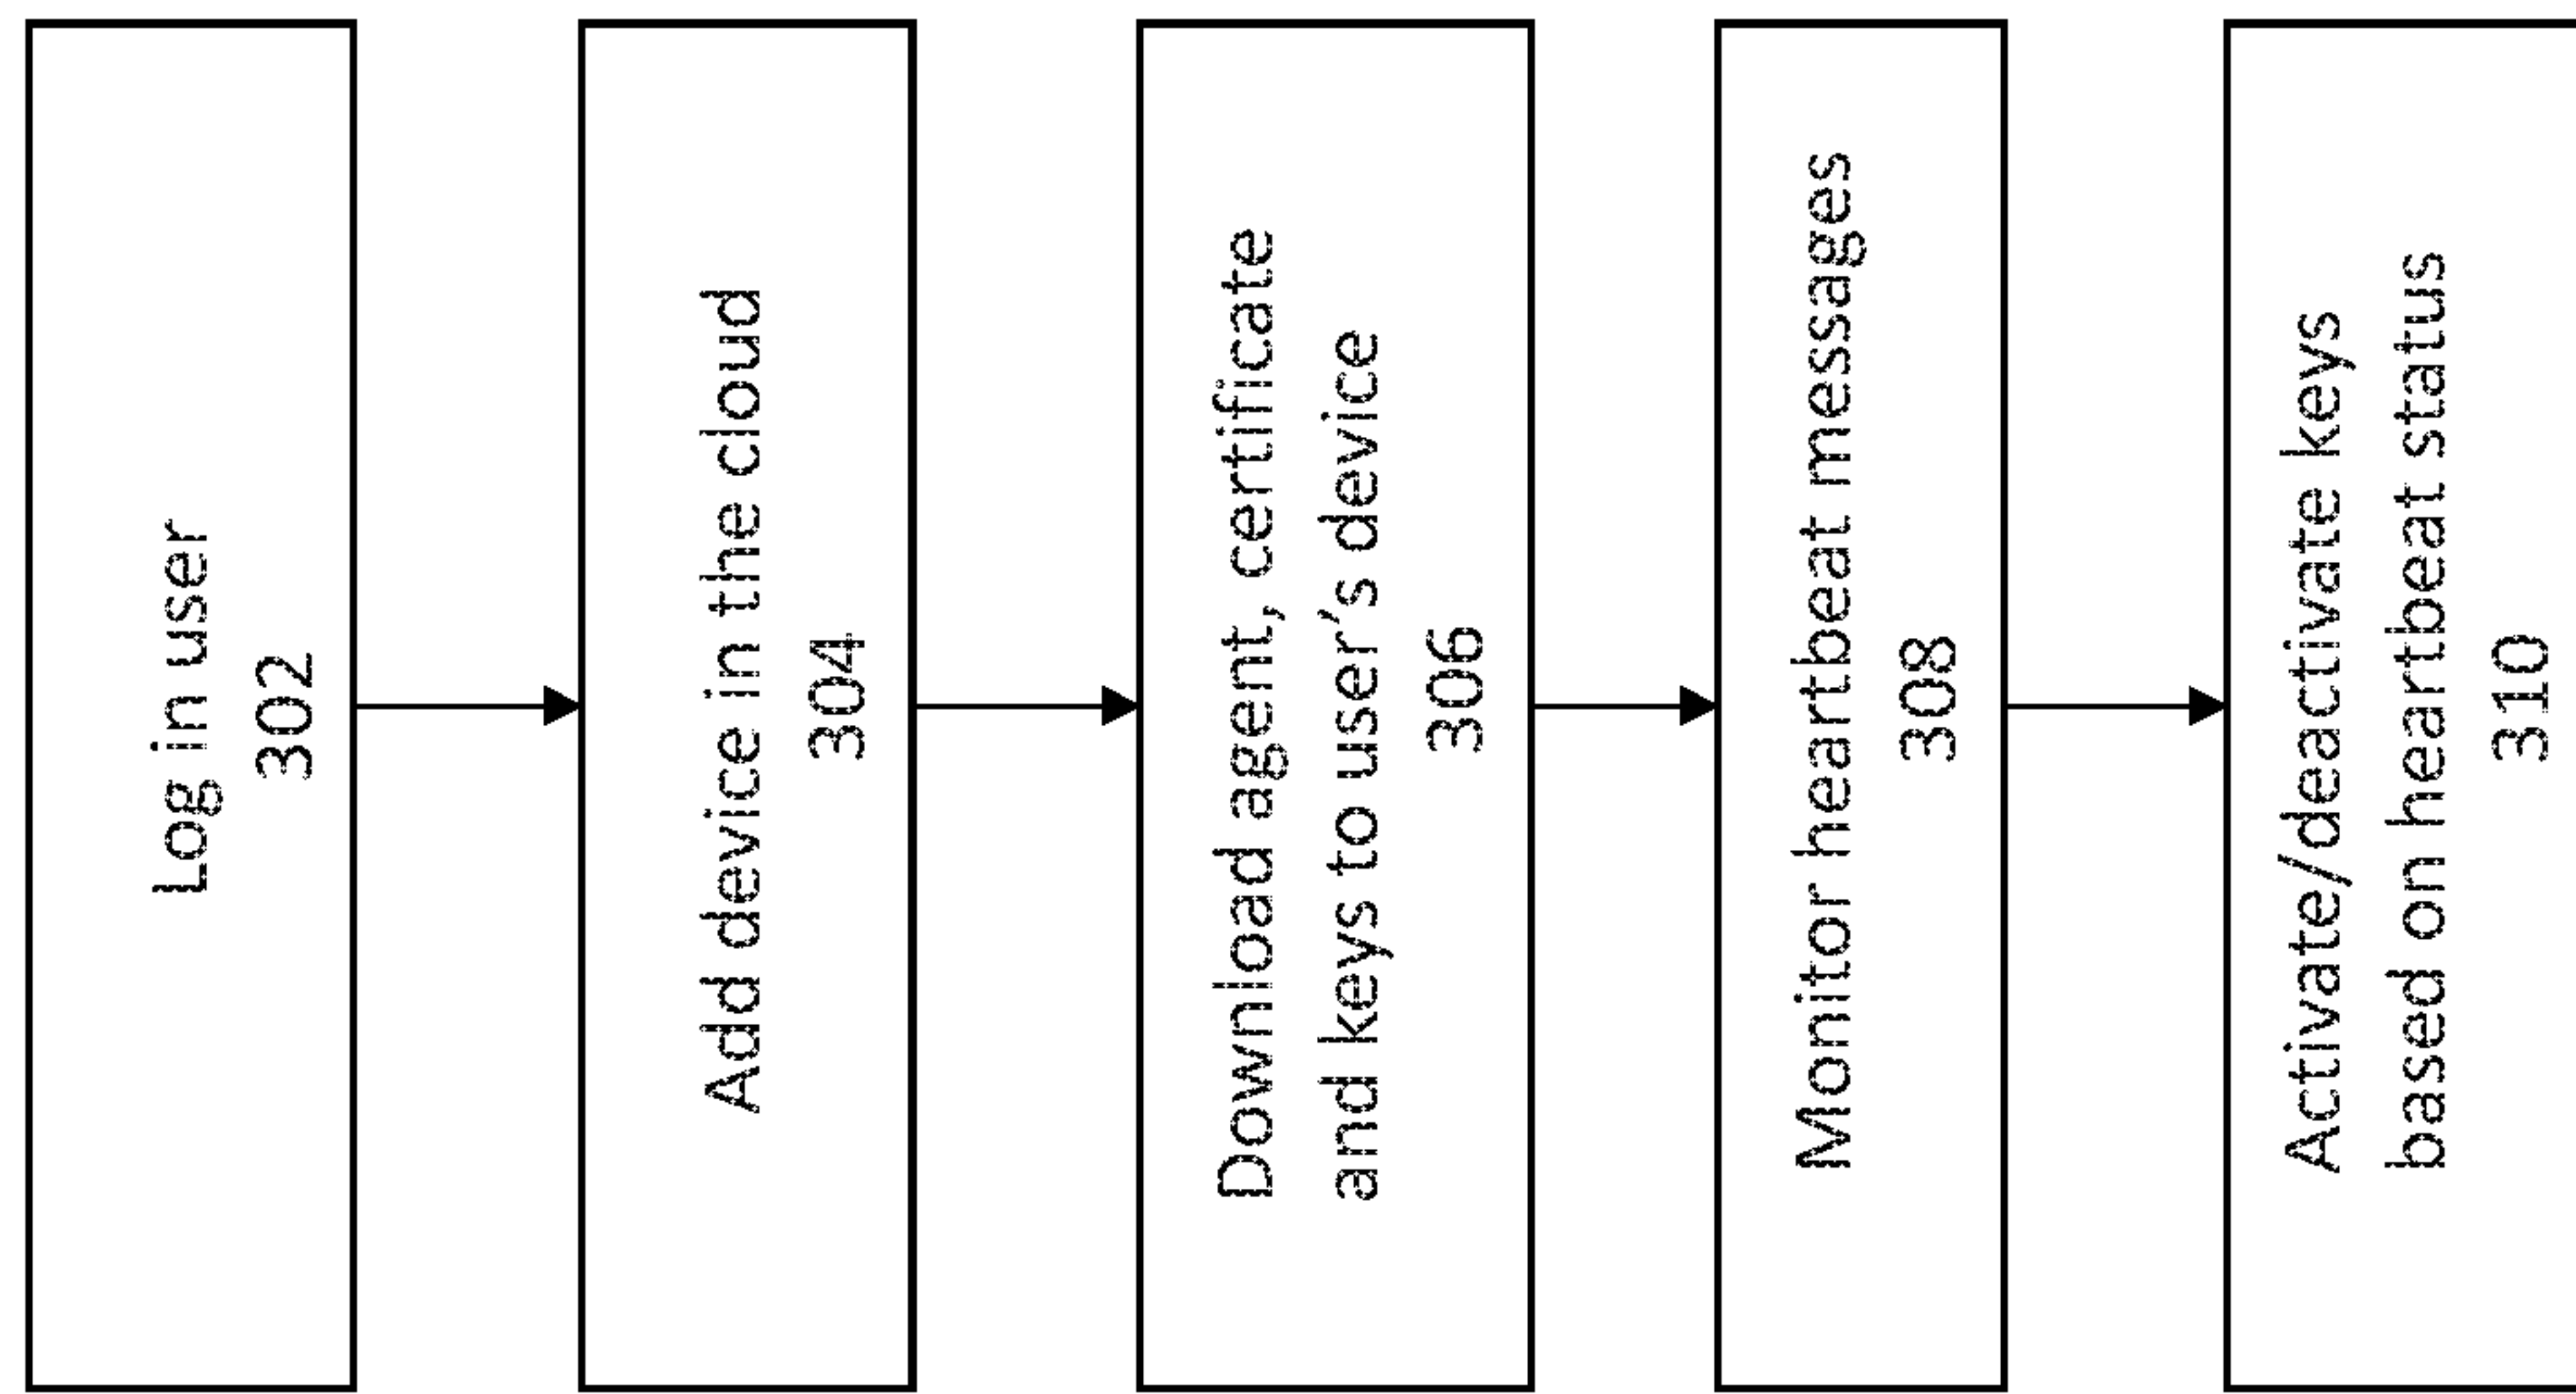 Log in user
302
Add device in the cloud
304
Download agent, certificate
and keys to user's device
306
Monitor heartbeat messages
308
Activate/deactivate keys
based on heartbeat status
310